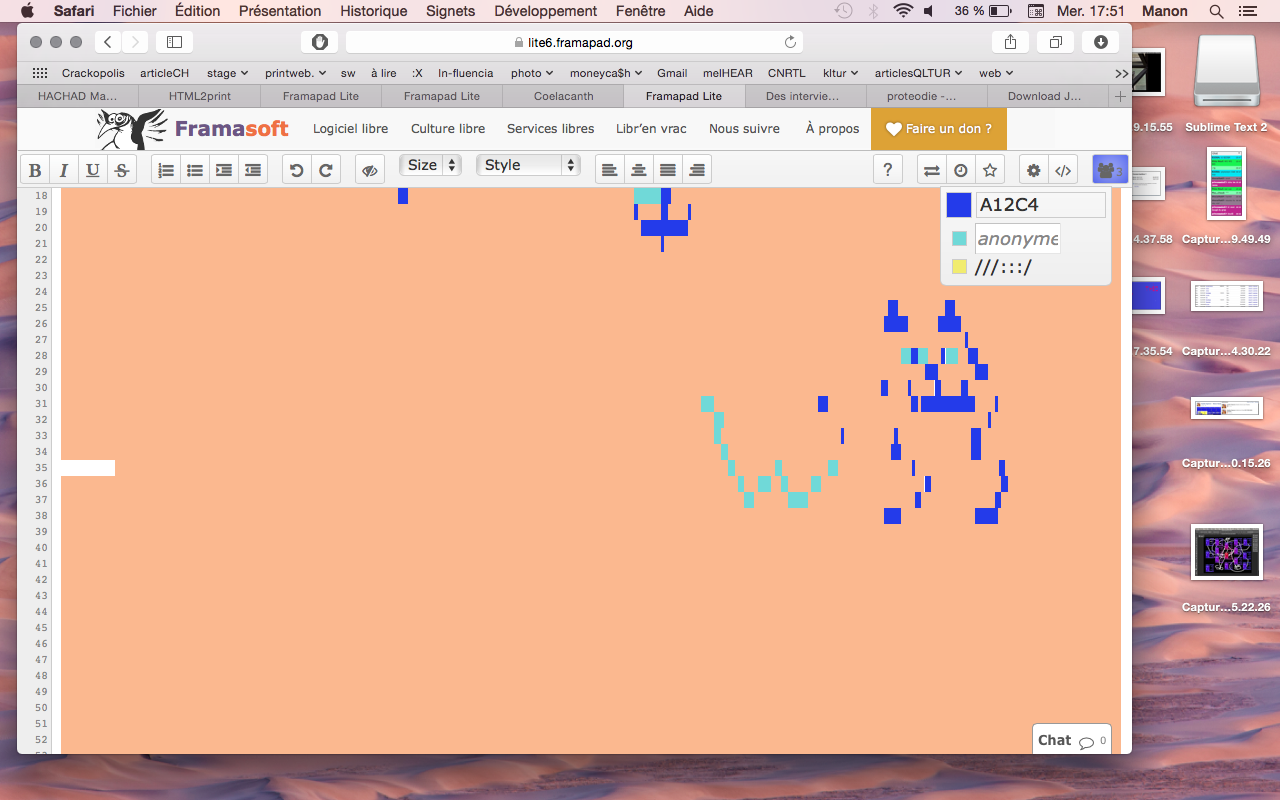 Safari Fichier Édition Présentation Historique Signets Développement Fenêtre Aide 36 % Mer. 17:51 Manon
lite6.framapad.org
Crackopolis articleCH stage printweb. sw à lire :X In-fluencia photo moneyca$h Gmail melHEAR CNRTL kltur articlesQLTUR web >>
HACHAD Ma... HTML2print Framapad Lite Framapad Lite Coelacanth Framapad Lite Des intervie... proteodie -... Download J... +
Framasoft Logiciel libre Culture libre Services libres Libr'en vrac Nous suivre À propos Faire un don ?
B I U S Size Style ? </> 3
A12C4
anonyme
///:::/
18
19
20
21
22
23
24
25
26
27
28
29
30
31
32
33
34
35
36
37
38
39
40
41
42
43
44
45
46
47
48
49
50
51
52
Chat 0
9.15.55 Sublime Text 2
4.37.58 Captur...9.49.49
7.35.54 Captur...4.30.22
Captur...0.15.26
Captur...5.22.26